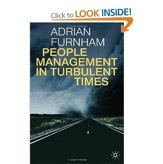 Click to LOOK INSIDE!
ADRIAN
FURNHAM
PEOPLE
MANAGEMENT
IN TURBULENT
TIMES